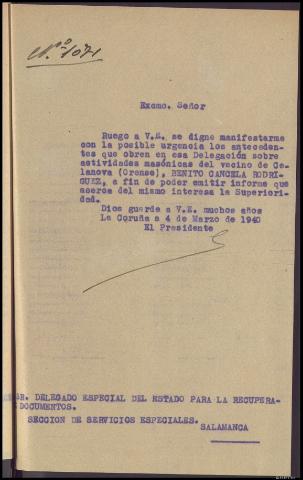 Nº 1071
Excmo. Señor
Ruego a V.E. se digne manifestarme
con la posible urgencia los anteceden-
tes que obren en esa Delegación sobre
actividades masónicas del vecino de Ce-
lanova (Orense), BENITO CANCELA RODRI-
GUEZ, a fin de poder emitir informe que
acerca del mismo interesa la Superiori-
dad.
Dios guarde a V.E. muchos años
La Coruña a 4 de Marzo de 1940
El Presidente
SR. DELEGADO ESPECIAL DEL ESTADO PARA LA RECUPERA-
DOCUMENTOS.
SECCION DE SERVICIOS ESPECIALES.
SALAMANCA